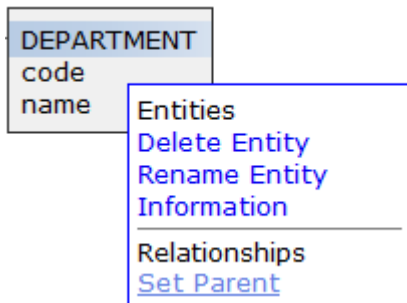 DEPARTMENT
code
name
Entities
Delete Entity
Rename Entity
Information
Relationships
Set Parent